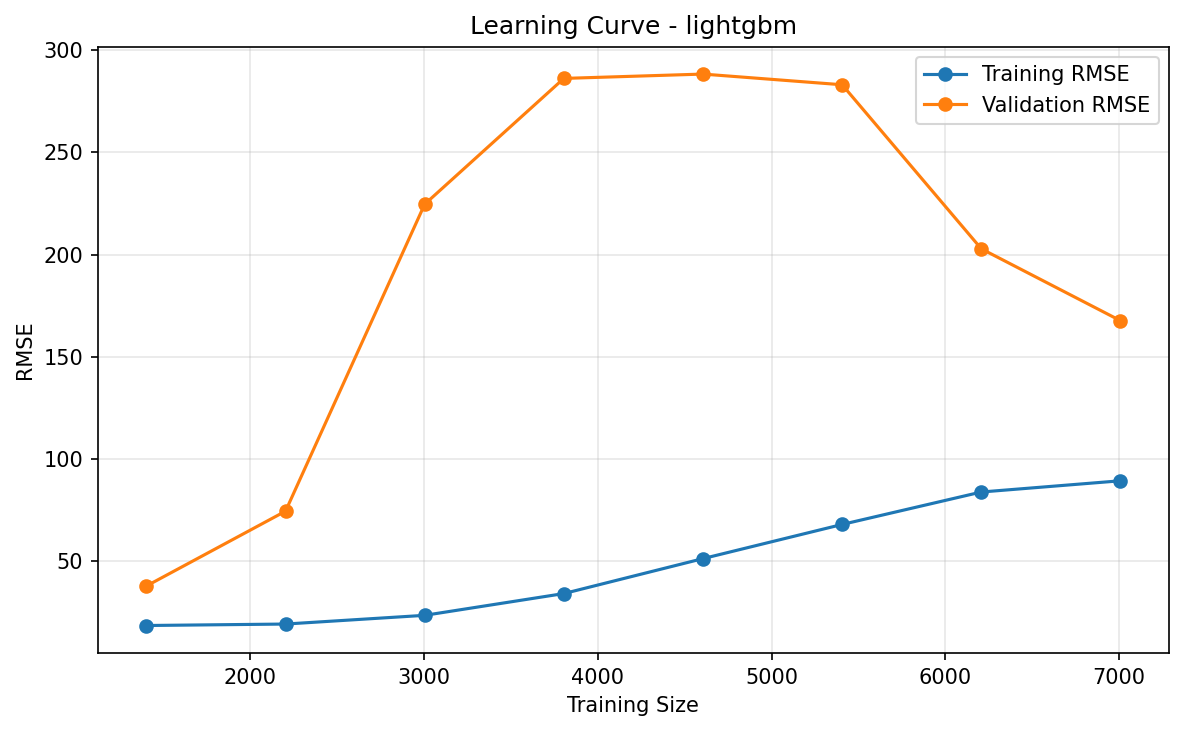 Learning Curve - lightgbm
Training RMSE
Validation RMSE
300
250
200
150
100
50
RMSE
2000 3000 4000 5000 6000 7000
Training Size